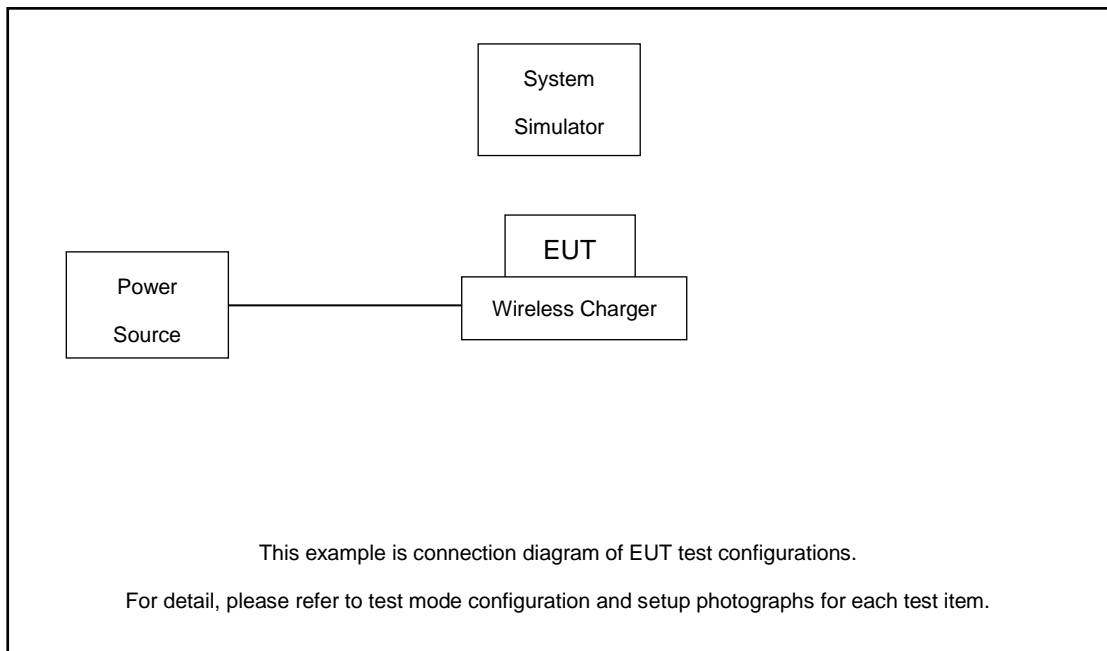 System
Simulator
EUT
Power
Source
Wireless Charger
This example is connection diagram of EUT test configurations.
For detail, please refer to test mode configuration and setup photographs for each test item.